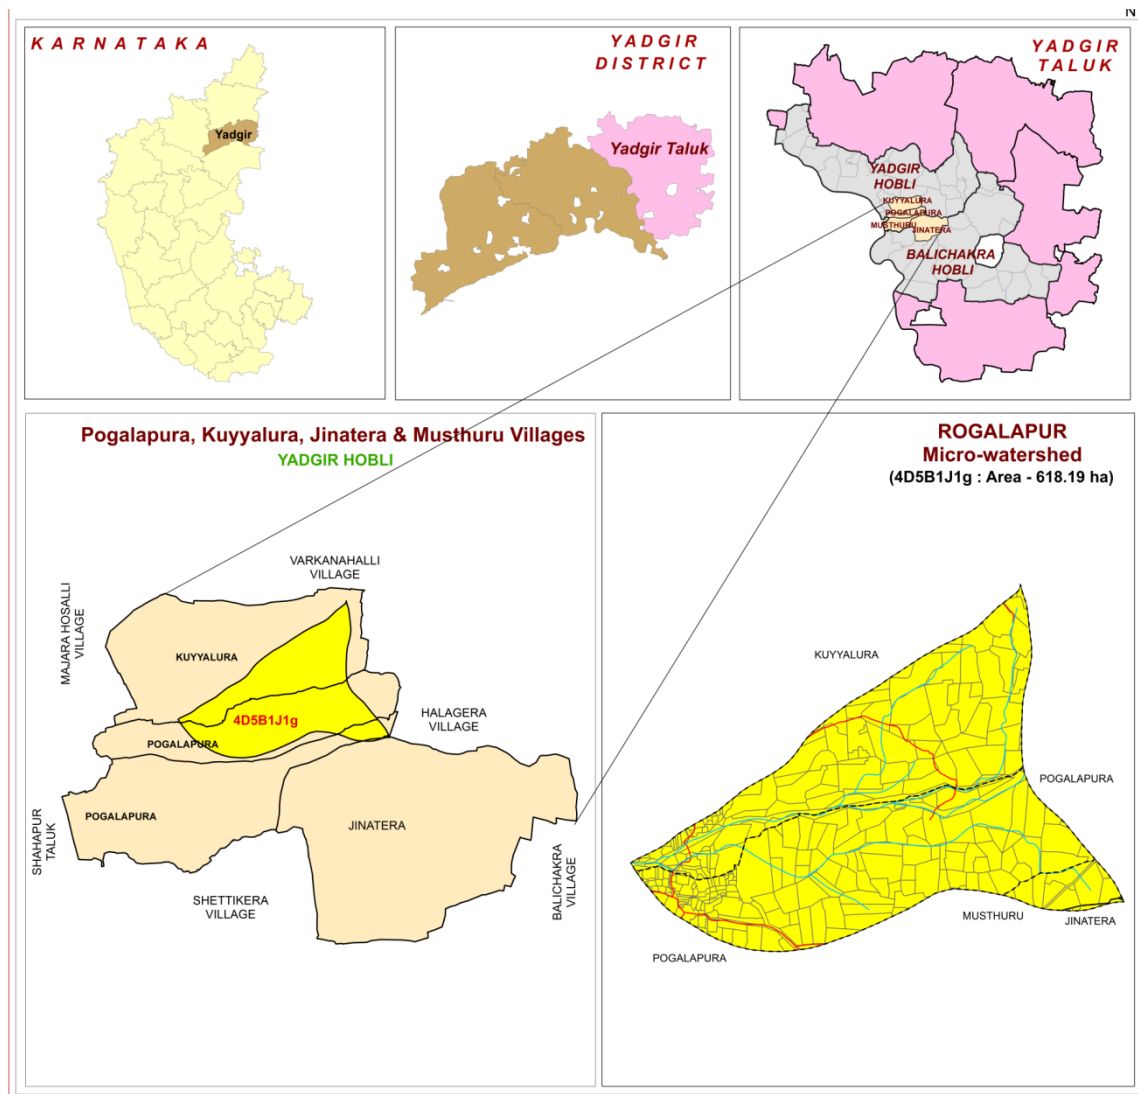 N
KARNATAKA
Yadgir
YADGIR
DISTRICT
Yadgir Taluk
YADGIR
TALUK
YADGIR
HOBLI
KUYYALURA
POGALAPURA
MUSTHURU
JINATERA
BALICHAKRA
HOBLI
Pogalapura, Kuyyalura, Jinatera & Musthuru Villages
YADGIR HOBLI
VARKANAHALLI
VILLAGE
MAJARA HOSALLI
VILLAGE
KUYYALURA
4D5B1J1g
HALAGERA
VILLAGE
POGALAPURA
POGALAPURA
JINATERA
SHAHAPUR
TALUK
SHETTIKERA
VILLAGE
BALICHAKRA
VILLAGE
ROGALAPUR
Micro-watershed
(4D5B1J1g : Area - 618.19 ha)
KUYYALURA
POGALAPURA
MUSTHURU
JINATERA
POGALAPURA